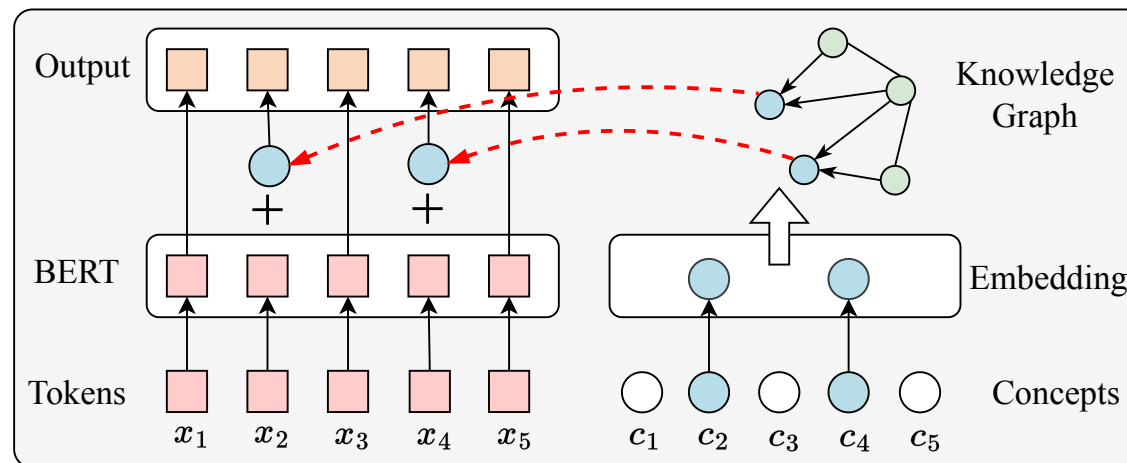 Output
Knowledge
Graph
+ +
BERT
Embedding
Tokens
Concepts
x₁ x₂ x₃ x₄ x₅ c₁ c₂ c₃ c₄ c₅